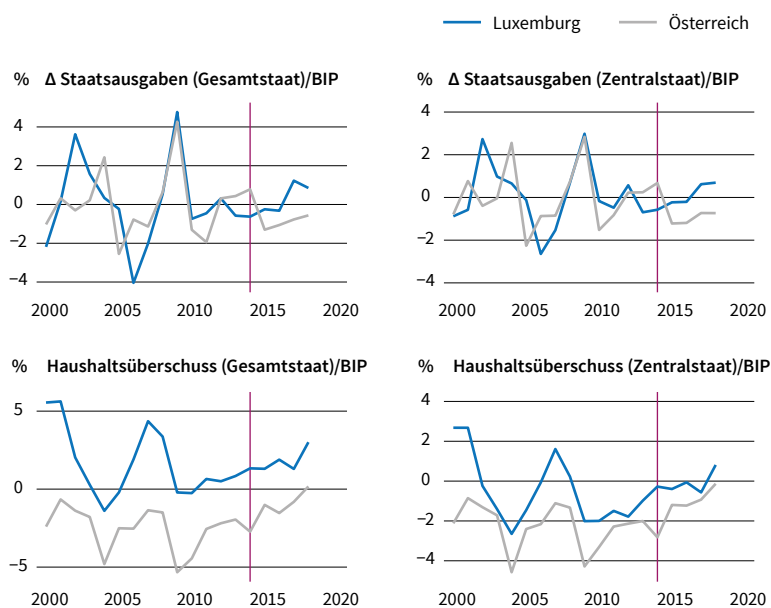 Luxemburg Österreich
% Δ Staatsausgaben (Gesamtstaat)/BIP
4
2
0
−2
−4
2000 2005 2010 2015 2020
% Δ Staatsausgaben (Zentralstaat)/BIP
4
2
0
−2
−4
2000 2005 2010 2015 2020
% Haushaltsüberschuss (Gesamtstaat)/BIP
5
0
−5
2000 2005 2010 2015 2020
% Haushaltsüberschuss (Zentralstaat)/BIP
4
2
0
−2
−4
2000 2005 2010 2015 2020